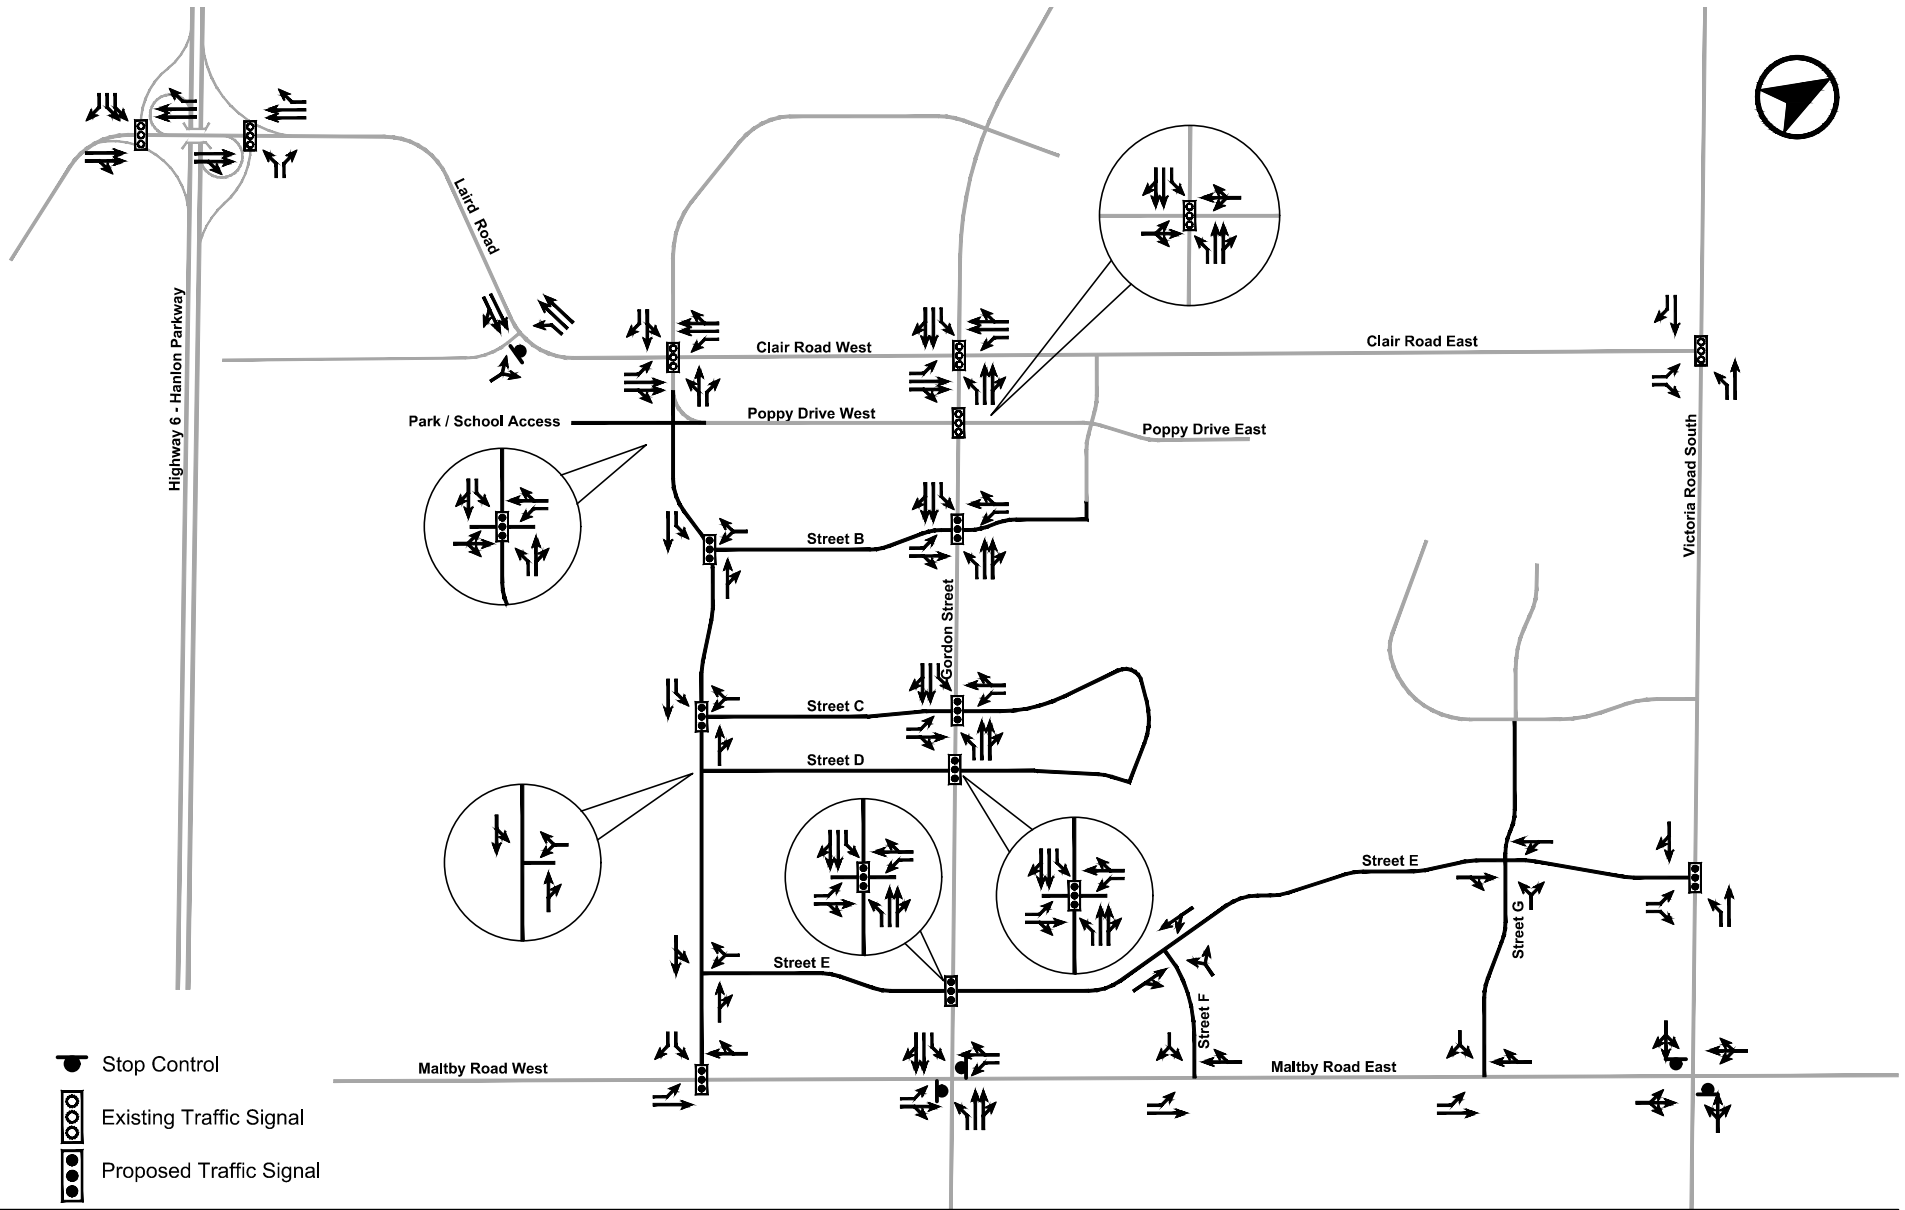 Laird Road
Highway 6 - Hanlon Parkway
Clair Road West
Clair Road East
Park / School Access
Poppy Drive West
Poppy Drive East
Victoria Road South
Street B
Gordon Street
Street C
Street D
Street E
Street E
Street G
Street F
Maltby Road West
Maltby Road East
Stop Control
Existing Traffic Signal
Proposed Traffic Signal